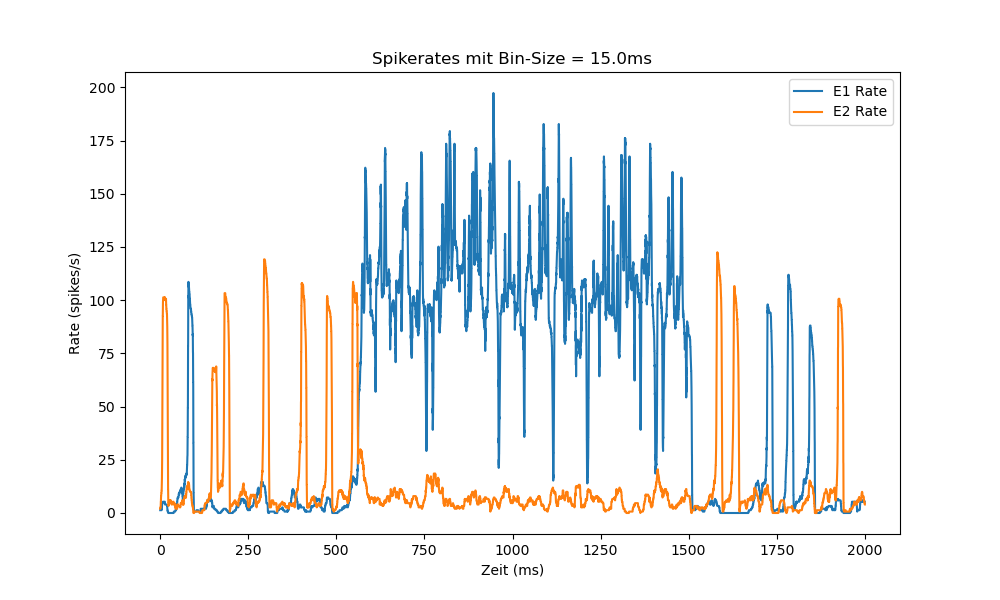 Spikerates mit Bin-Size = 15.0ms
E1 Rate
E2 Rate
200
175
150
125
100
75
50
25
0
Rate (spikes/s)
0 250 500 750 1000 1250 1500 1750 2000
Zeit (ms)